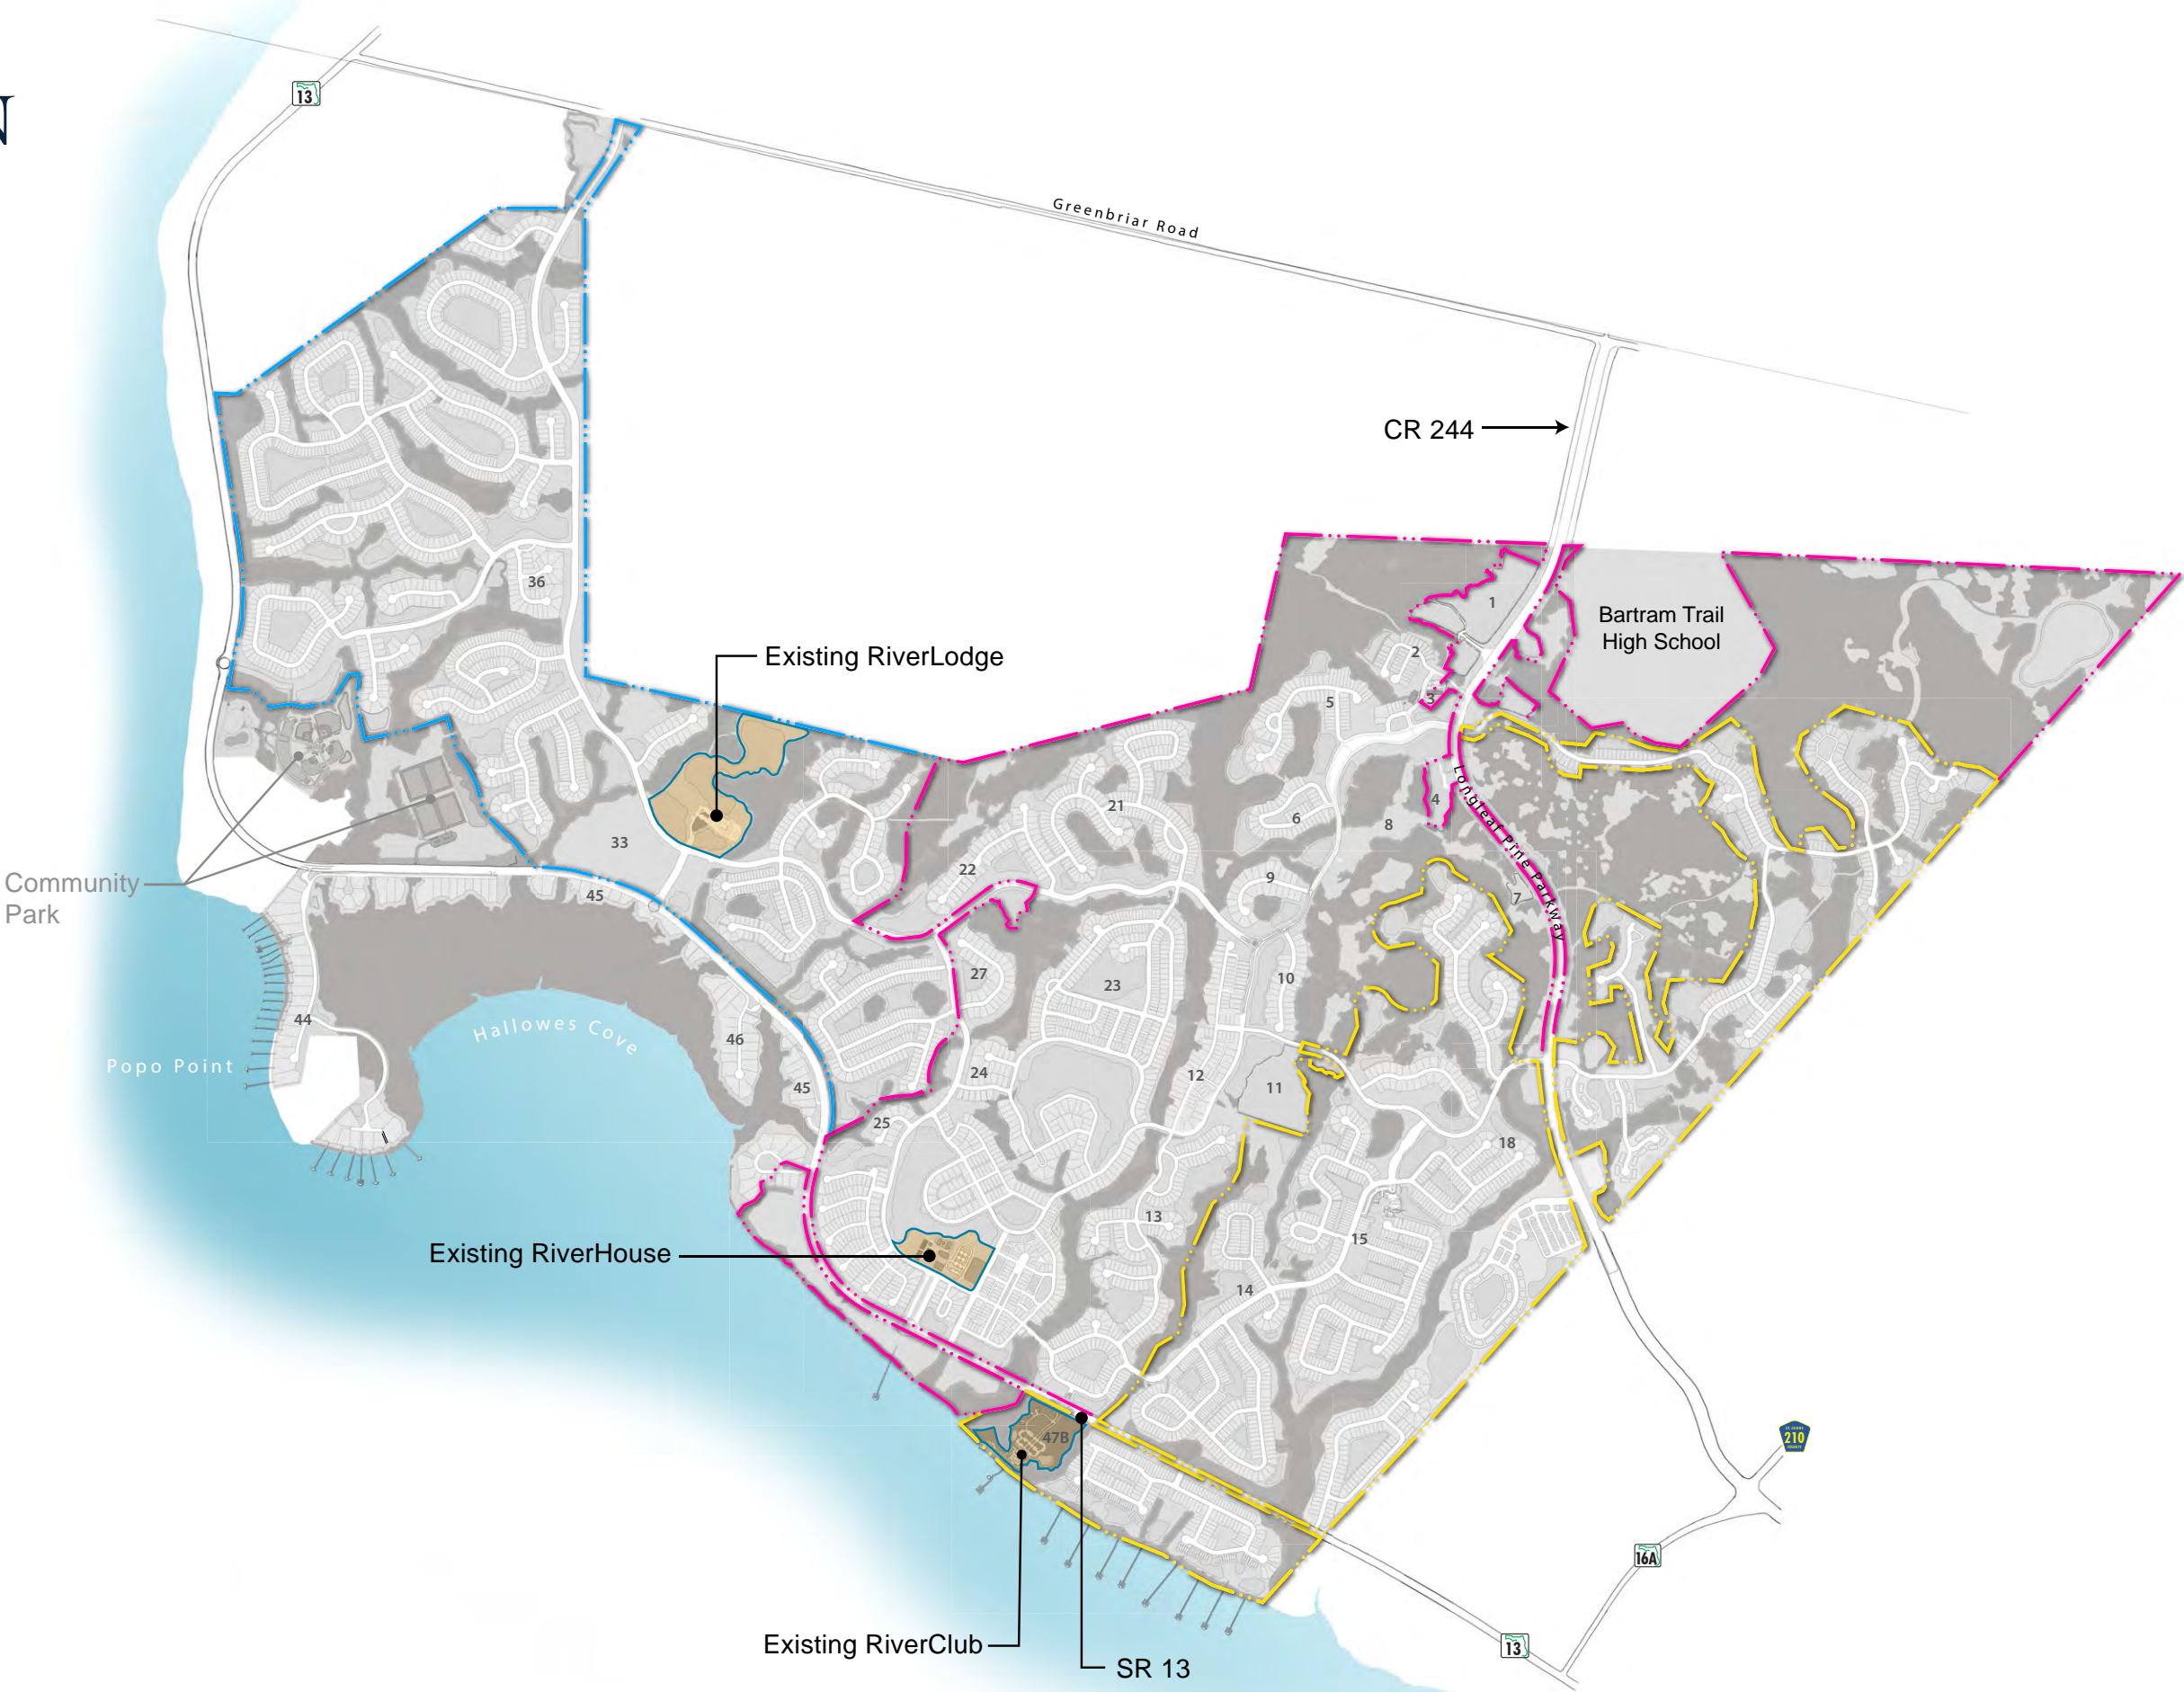 N
13
Greenbriar Road
CR 244
36
1
Bartram Trail
High School
2
Existing RiverLodge
3
5
21
4
6
8
Longleaf Pine Parkway
33
22
9
7
Community
Park
45
27
10
23
44
Hallowes Cove
46
Popo Point
24
12
11
45
25
18
13
15
Existing RiverHouse
14
47B
210
16A
13
Existing RiverClub
SR 13